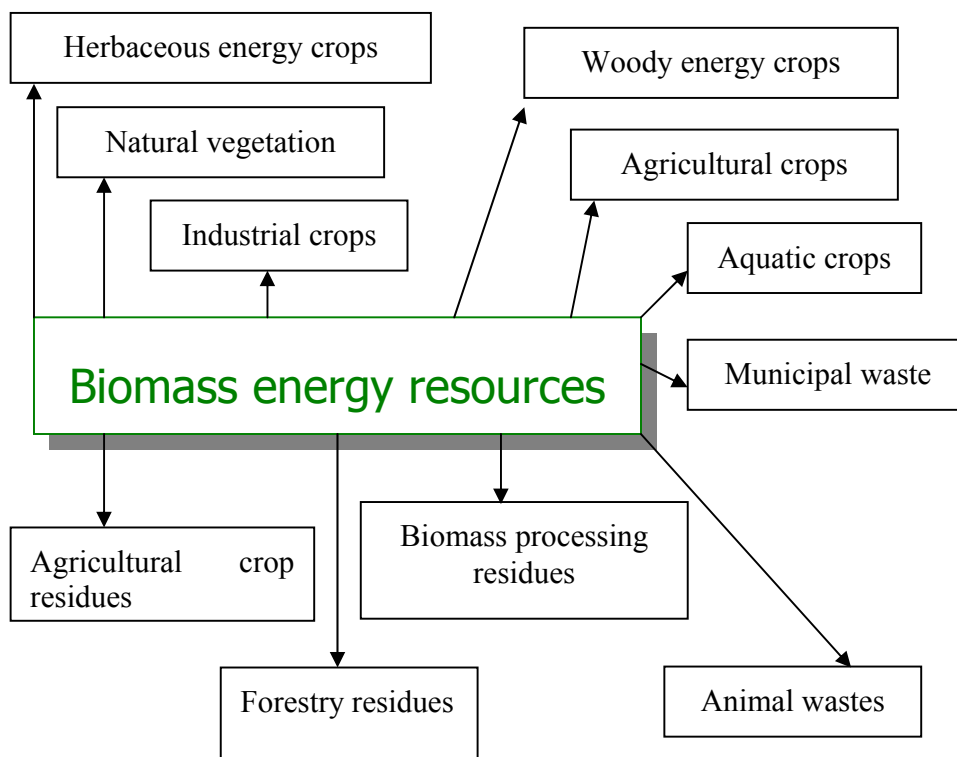 Herbaceous energy crops
Woody energy crops
Natural vegetation
Agricultural crops
Industrial crops
Aquatic crops
Biomass energy resources
Municipal waste
Agricultural crop
residues
Biomass processing
residues
Forestry residues
Animal wastes